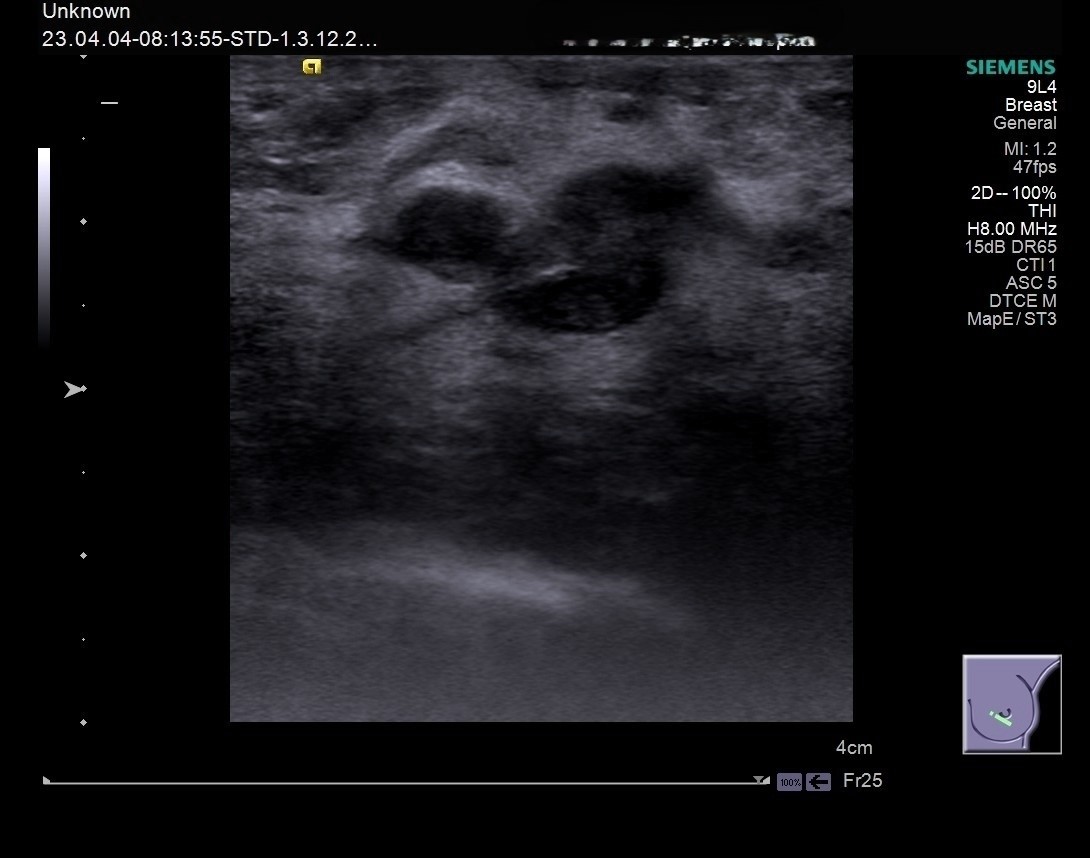 Unknown
23.04.04-08:13:55-STD-1.3.12.2...
SIEMENS
9L4
Breast
General
MI: 1.2
47fps
2D--100%
THI
H8.00 MHz
15dB DR65
CTI 1
ASC 5
DTCE M
MapE / ST3
4cm
100%
Fr25